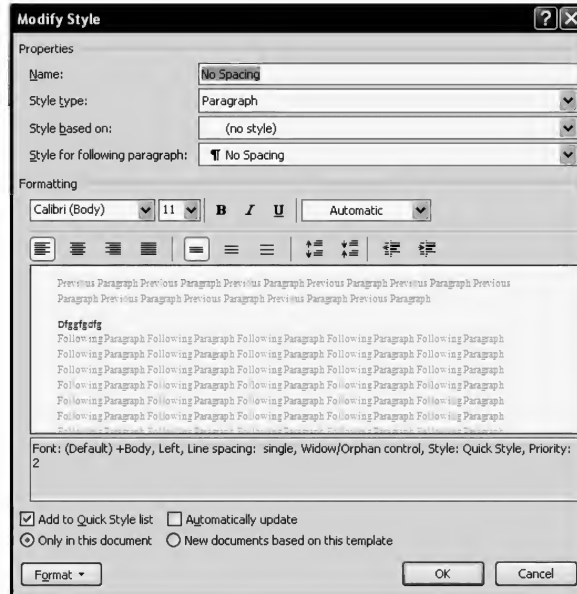 Modify Style
Properties
Name: No Spacing
Style type: Paragraph
Style based on: (no style)
Style for following paragraph: ¶ No Spacing
Formatting
Calibri (Body) 11 B I U Automatic
Previous Paragraph Previous Paragraph Previous Paragraph Previous Paragraph Previous Paragraph Previous
Paragraph Previous Paragraph Previous Paragraph Previous Paragraph Previous Paragraph
Dfggfgdfg
Following Paragraph Following Paragraph Following Paragraph Following Paragraph Following Paragraph
Following Paragraph Following Paragraph Following Paragraph Following Paragraph Following Paragraph
Following Paragraph Following Paragraph Following Paragraph Following Paragraph Following Paragraph
Following Paragraph Following Paragraph Following Paragraph Following Paragraph Following Paragraph
Following Paragraph Following Paragraph Following Paragraph Following Paragraph Following Paragraph
Following Paragraph Following Paragraph Following Paragraph Following Paragraph Following Paragraph
Font: (Default) +Body, Left, Line spacing: single, Widow/Orphan control, Style: Quick Style, Priority:
2
Add to Quick Style list Automatically update
Only in this document New documents based on this template
Format OK Cancel